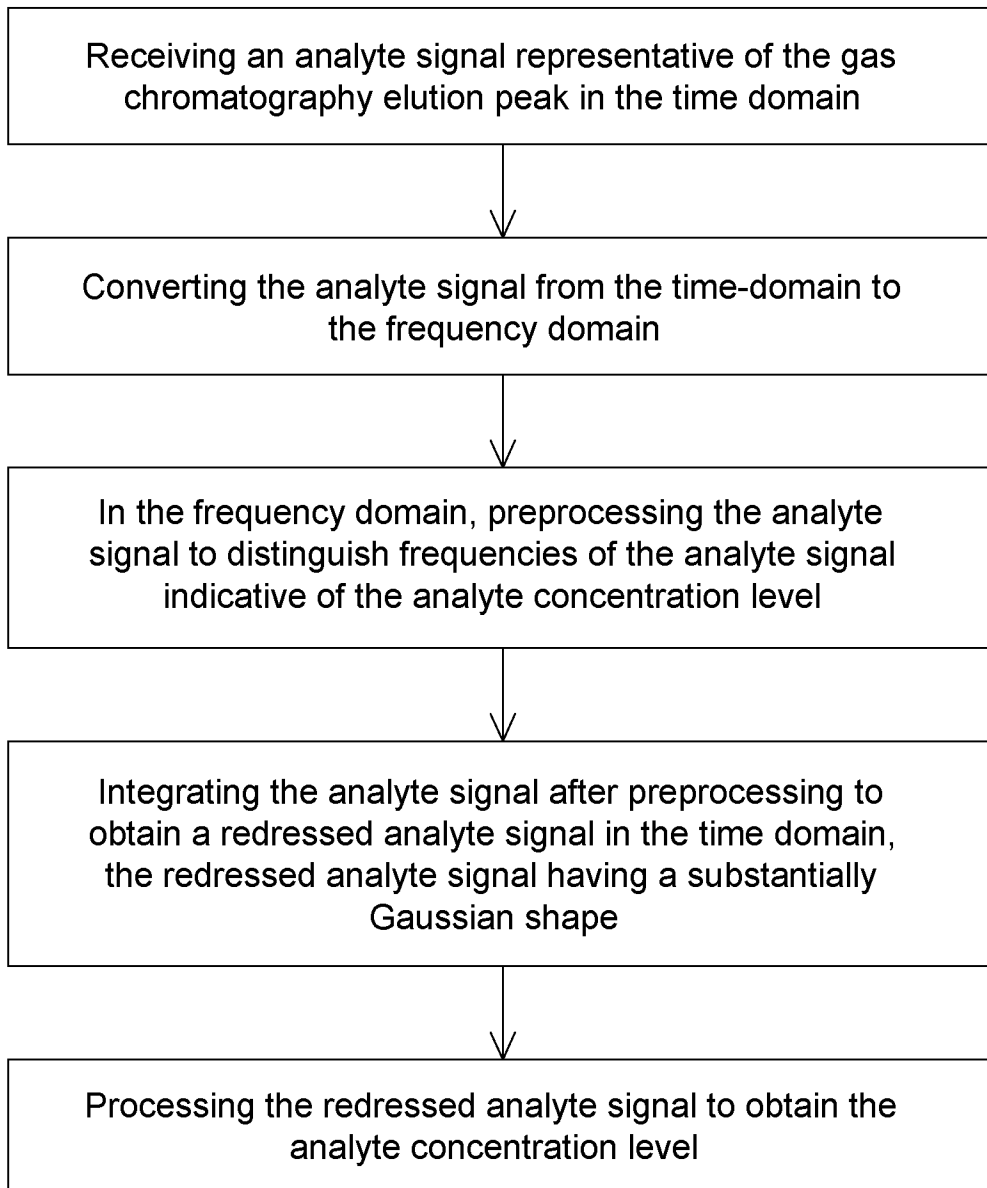 Receiving an analyte signal representative of the gas
chromatography elution peak in the time domain
Converting the analyte signal from the time-domain to
the frequency domain
In the frequency domain, preprocessing the analyte
signal to distinguish frequencies of the analyte signal
indicative of the analyte concentration level
Integrating the analyte signal after preprocessing to
obtain a redressed analyte signal in the time domain,
the redressed analyte signal having a substantially
Gaussian shape
Processing the redressed analyte signal to obtain the
analyte concentration level